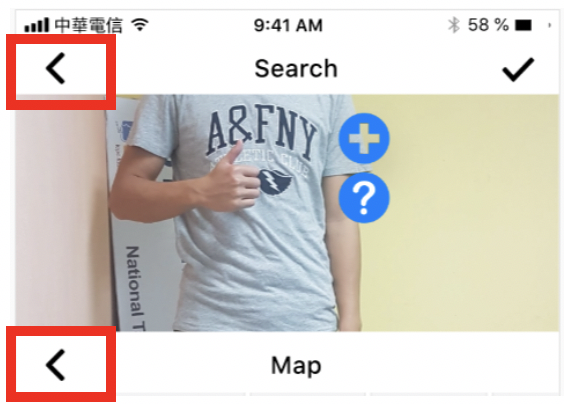 中華電信 9:41 AM 58 %
Search
A&FNY
National T
Map